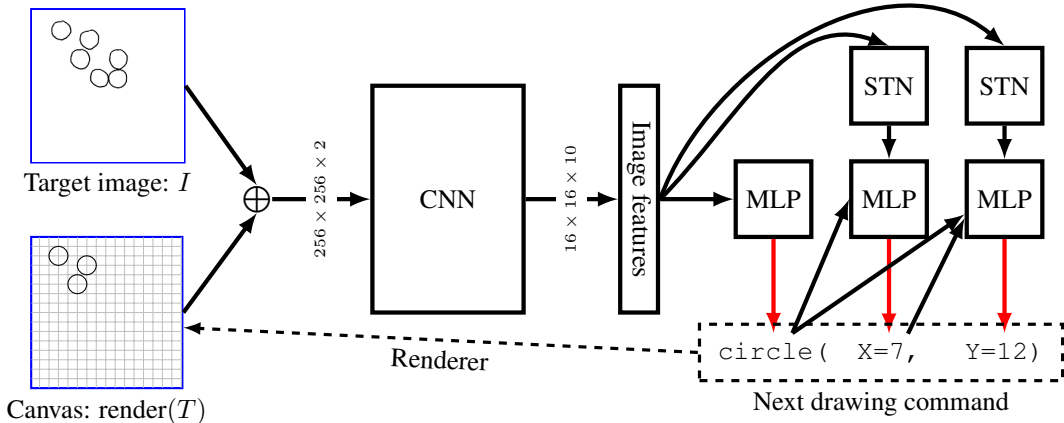 Target image: I
Canvas: render(T)
⊕
256 × 256 × 2
CNN
16 × 16 × 10
Image features
STN
STN
MLP
MLP
MLP
circle( X=7, Y=12)
Renderer
Next drawing command